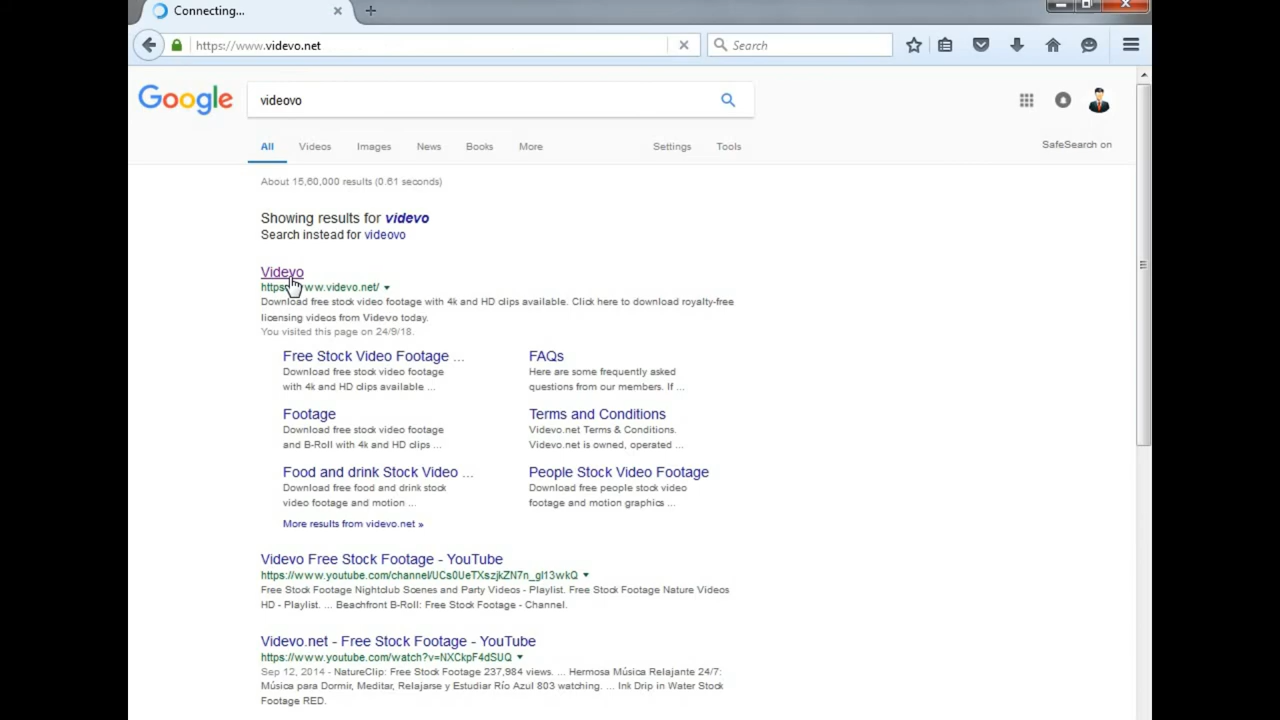 Connecting...
https://www.videvo.net
Search
Google
videovo
All Videos Images News Books More Settings Tools
SafeSearch on
About 15,60,000 results (0.61 seconds)
Showing results for videvo
Search instead for videovo
Videvo
https://www.videvo.net/
Download free stock video footage with 4k and HD clips available. Click here to download royalty-free
licensing videos from Videvo today.
You visited this page on 24/9/18.
Free Stock Video Footage ...
Download free stock video footage
with 4k and HD clips available ...
FAQs
Here are some frequently asked
questions from our members. If ...
Footage
Download free stock video footage
and B-Roll with 4k and HD clips ...
Terms and Conditions
Videvo.net Terms & Conditions.
Videvo.net is owned, operated ...
Food and drink Stock Video ...
Download free food and drink stock
video footage and motion ...
People Stock Video Footage
Download free people stock video
footage and motion graphics ...
More results from videvo.net »
Videvo Free Stock Footage - YouTube
https://www.youtube.com/channel/UCs0UeTXszjkZN7n_gI13wkQ
Free Stock Footage Nightclub Scenes and Party Videos - Playlist. Free Stock Footage Nature Videos
HD - Playlist. ... Beachfront B-Roll: Free Stock Footage - Channel.
Videvo.net - Free Stock Footage - YouTube
https://www.youtube.com/watch?v=NXCkpF4dSUQ
Sep 12, 2014 - NatureClip: Free Stock Footage 237,984 views. ... Hermosa Música Relajante 24/7:
Música para Dormir, Meditar, Relajarse y Estudiar Río Azul 803 watching. ... Ink Drip in Water Stock
Footage RED.